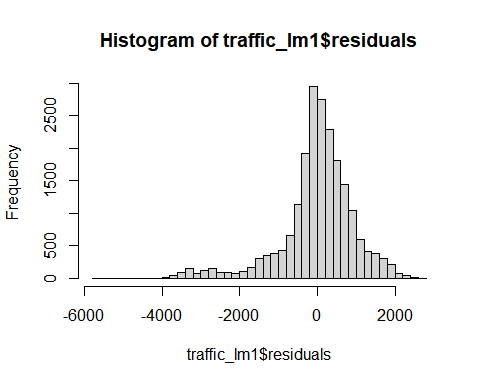 Histogram of traffic_lm1$residuals
Frequency
2500
1500
500
0
-6000 -4000 -2000 0 2000
traffic_lm1$residuals